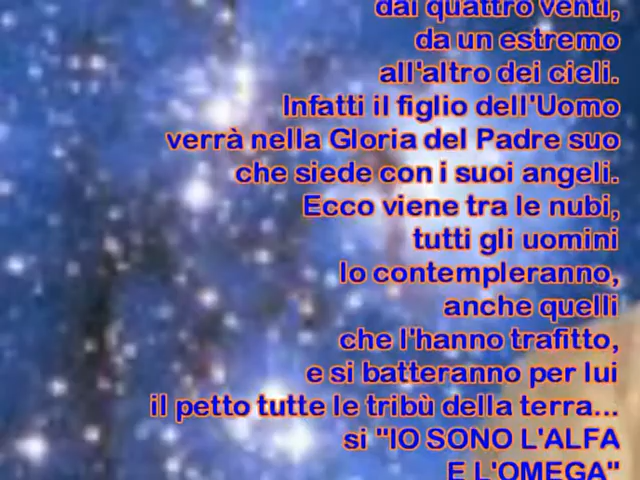 dai quattro venti,
da un estremo
all'altro dei cieli.
Infatti il figlio dell'Uomo
verrà nella Gloria del Padre suo
che siede con i suoi angeli.
Ecco viene tra le nubi,
tutti gli uomini
lo contempleranno,
anche quelli
che l'hanno trafitto,
e si batteranno per lui
il petto tutte le tribù della terra...
si "IO SONO L'ALFA
E L'OMEGA"